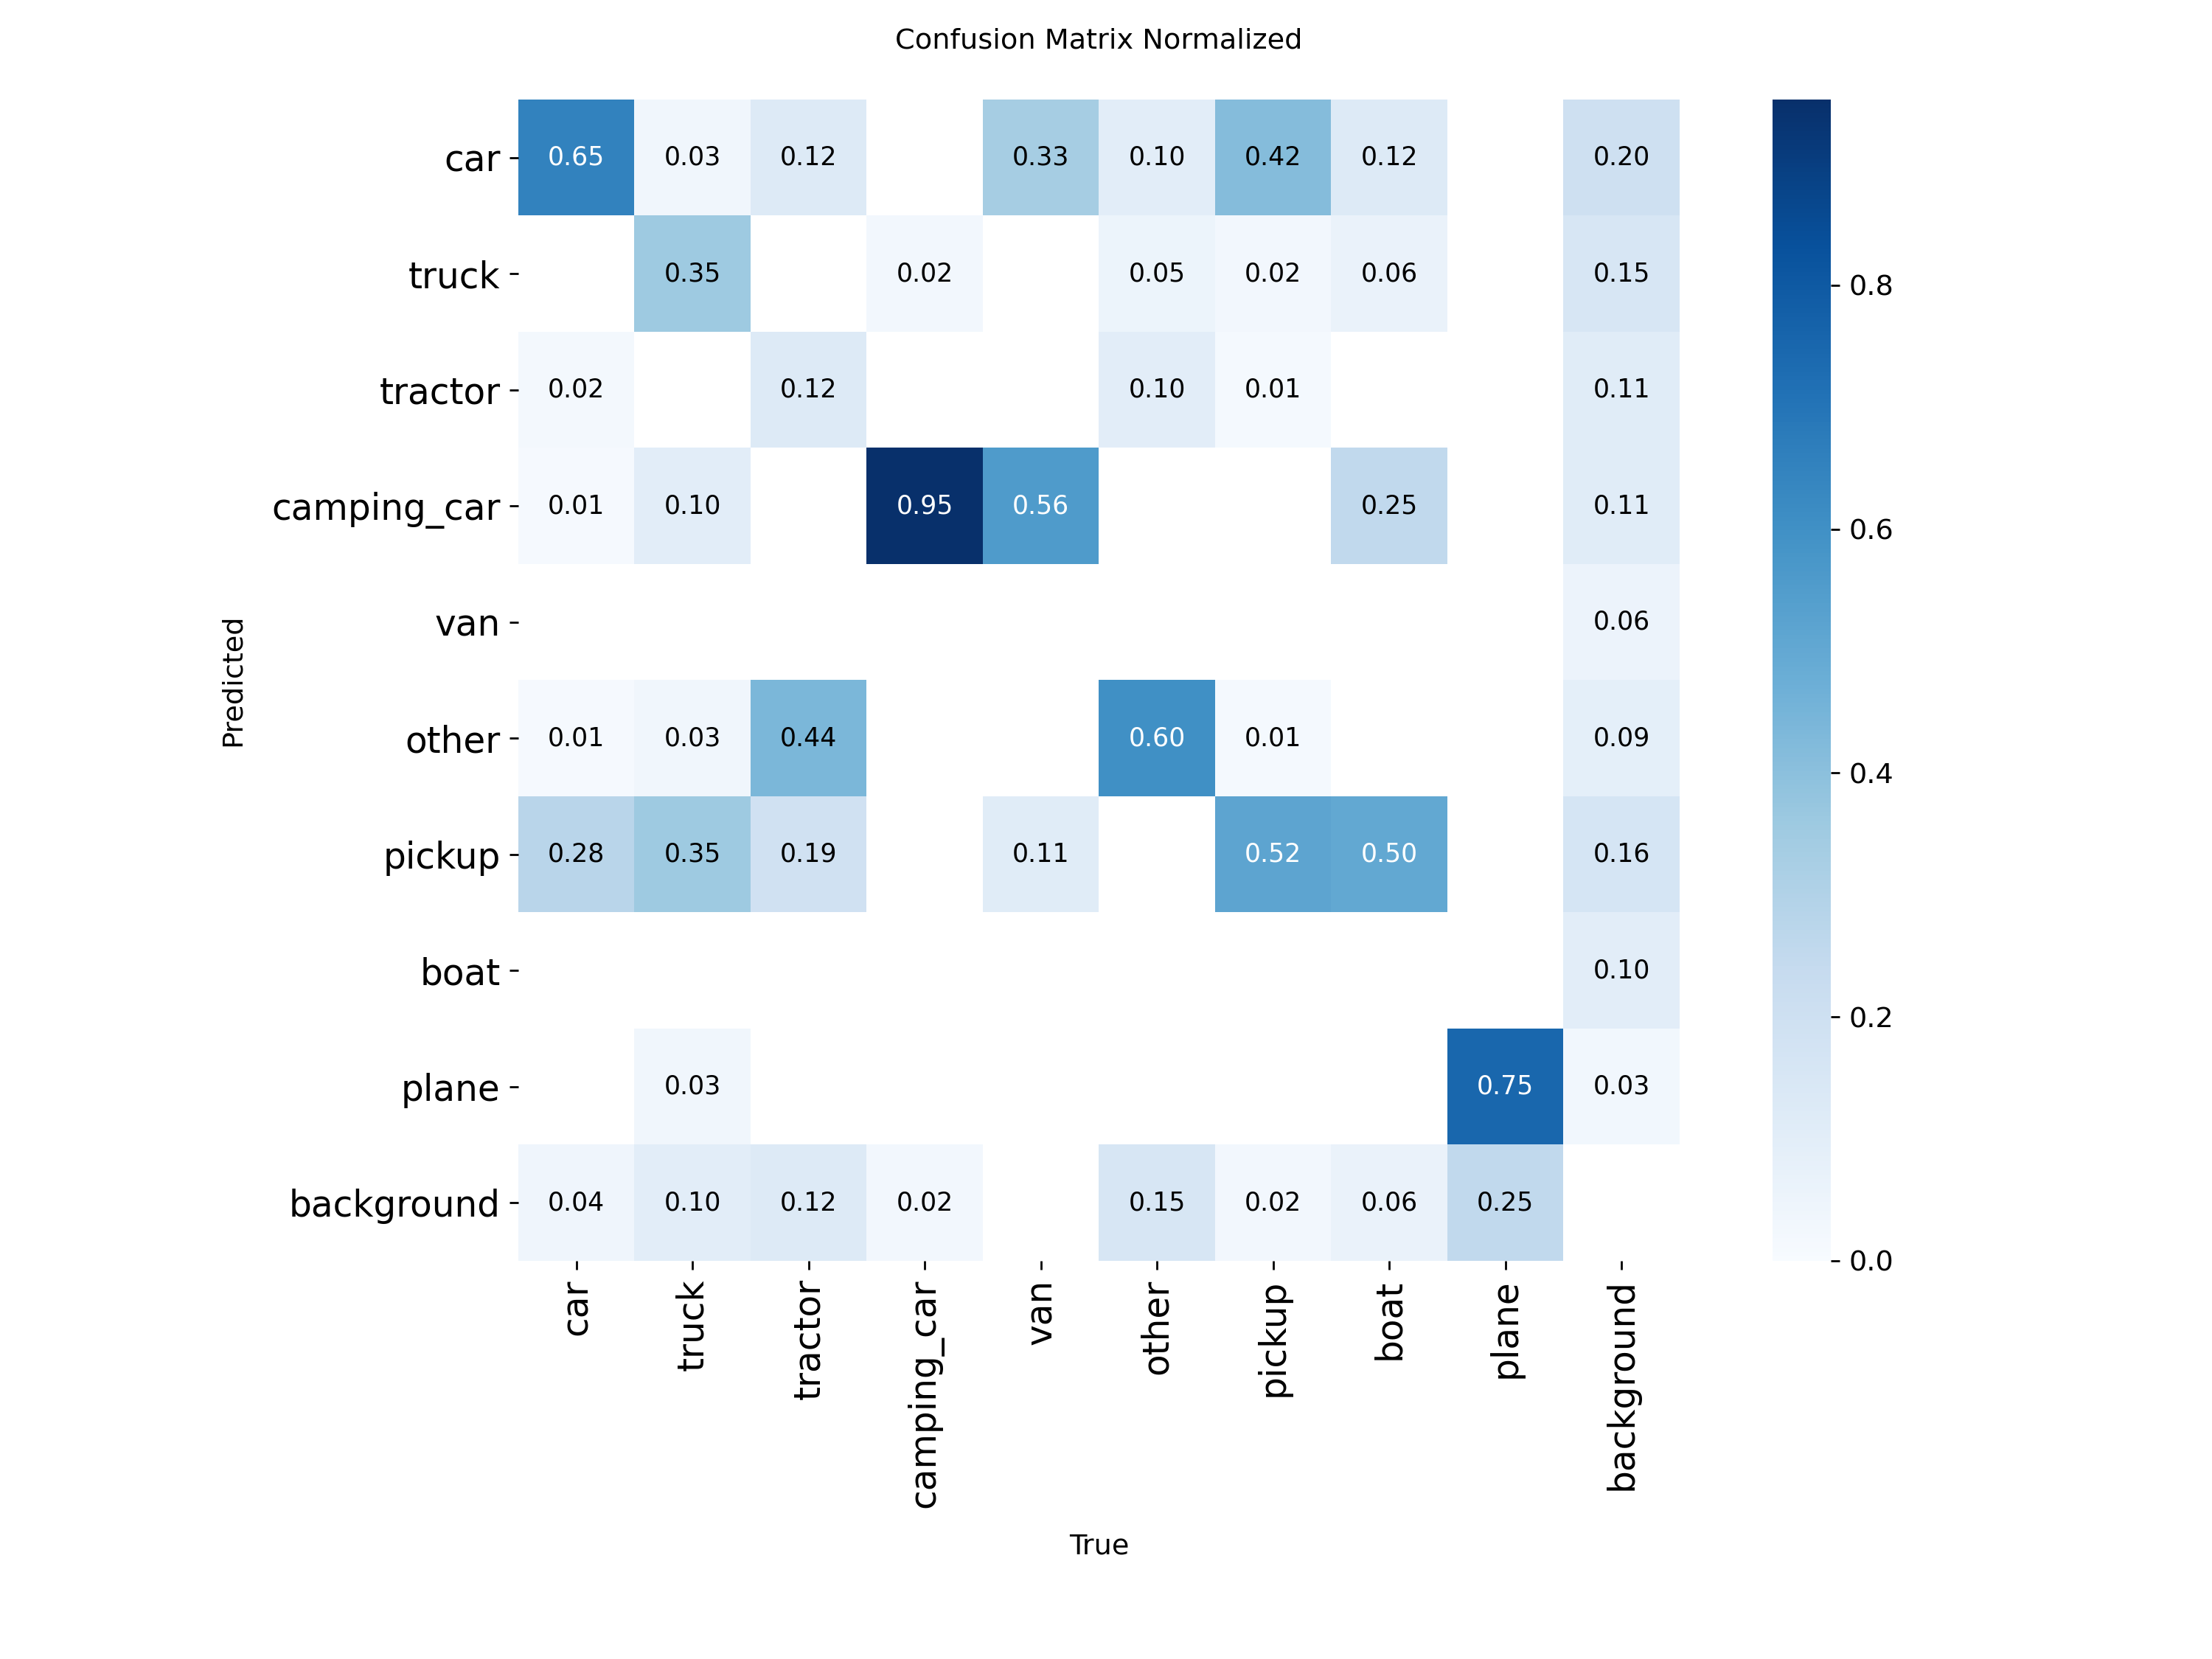 Confusion Matrix Normalized
car 0.65 0.03 0.12 0.33 0.10 0.42 0.12 0.20
truck 0.35 0.02 0.05 0.02 0.06 0.15
tractor 0.02 0.12 0.10 0.01 0.11
camping_car 0.01 0.10 0.95 0.56 0.25 0.11
van 0.06
other 0.01 0.03 0.44 0.60 0.01 0.09
pickup 0.28 0.35 0.19 0.11 0.52 0.50 0.16
boat 0.10
plane 0.03 0.75 0.03
background 0.04 0.10 0.12 0.02 0.15 0.02 0.06 0.25
Predicted
car
truck
tractor
camping_car
van
other
pickup
boat
plane
background
True
0.8
0.6
0.4
0.2
0.0